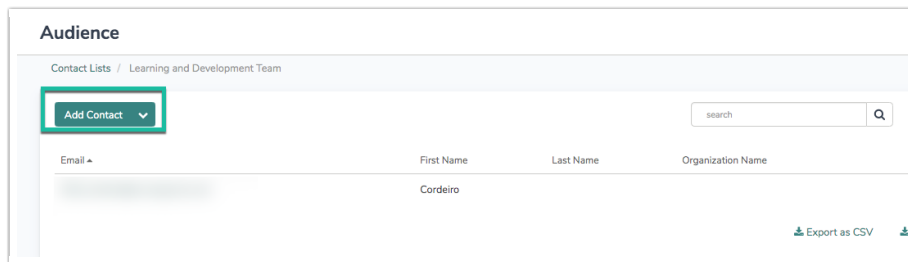 Audience
Contact Lists / Learning and Development Team
Add Contact
search
Email First Name Last Name Organization Name
Cordeiro
Export as CSV